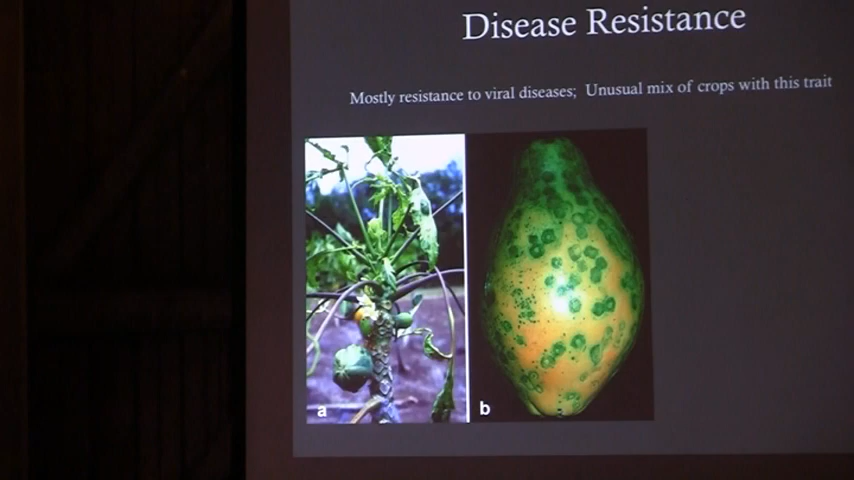 Disease Resistance
Mostly resistance to viral diseases; Unusual mix of crops with this trait
a
b